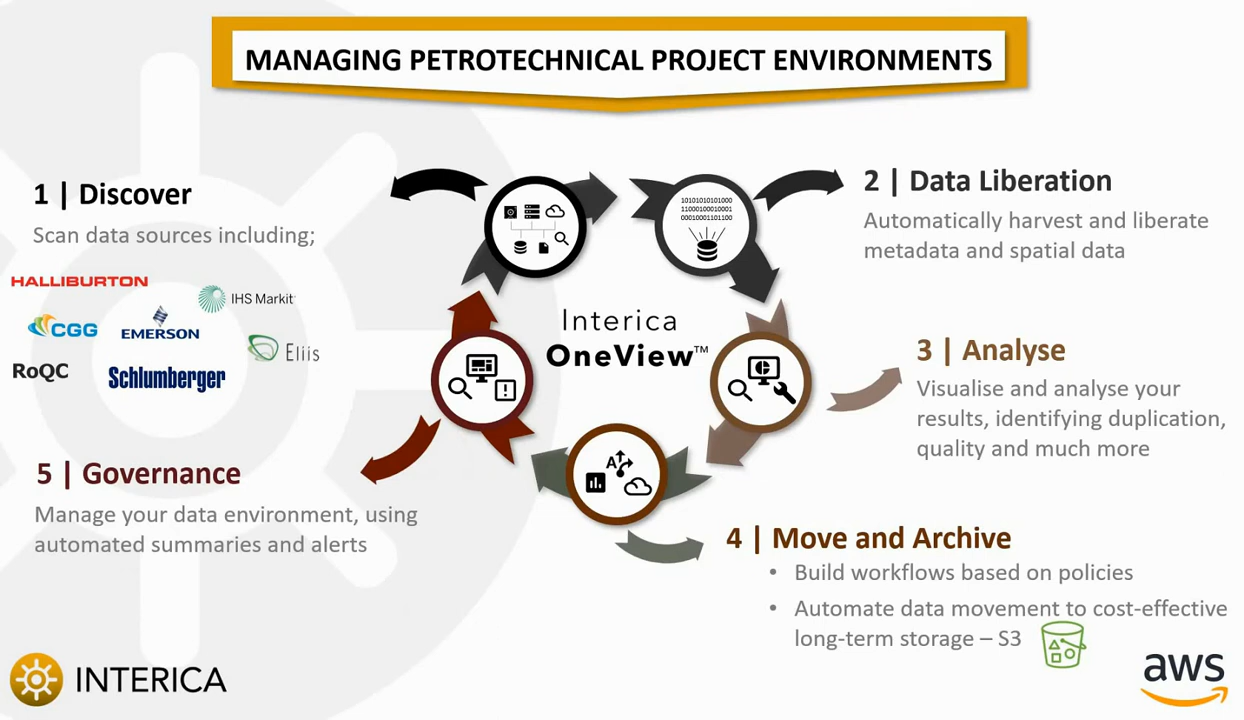 MANAGING PETROTECHNICAL PROJECT ENVIRONMENTS
1 | Discover
Scan data sources including;
HALLIBURTON
IHS Markit
CGG
EMERSON
Eliis
RoQC
Schlumberger
2 | Data Liberation
Automatically harvest and liberate
metadata and spatial data
10101010101000
11000100010001
00010001101100
Interica
OneView™
3 | Analyse
Visualise and analyse your
results, identifying duplication,
quality and much more
A
4 | Move and Archive
• Build workflows based on policies
• Automate data movement to cost-effective
long-term storage – S3
5 | Governance
Manage your data environment, using
automated summaries and alerts
INTERICA
aws